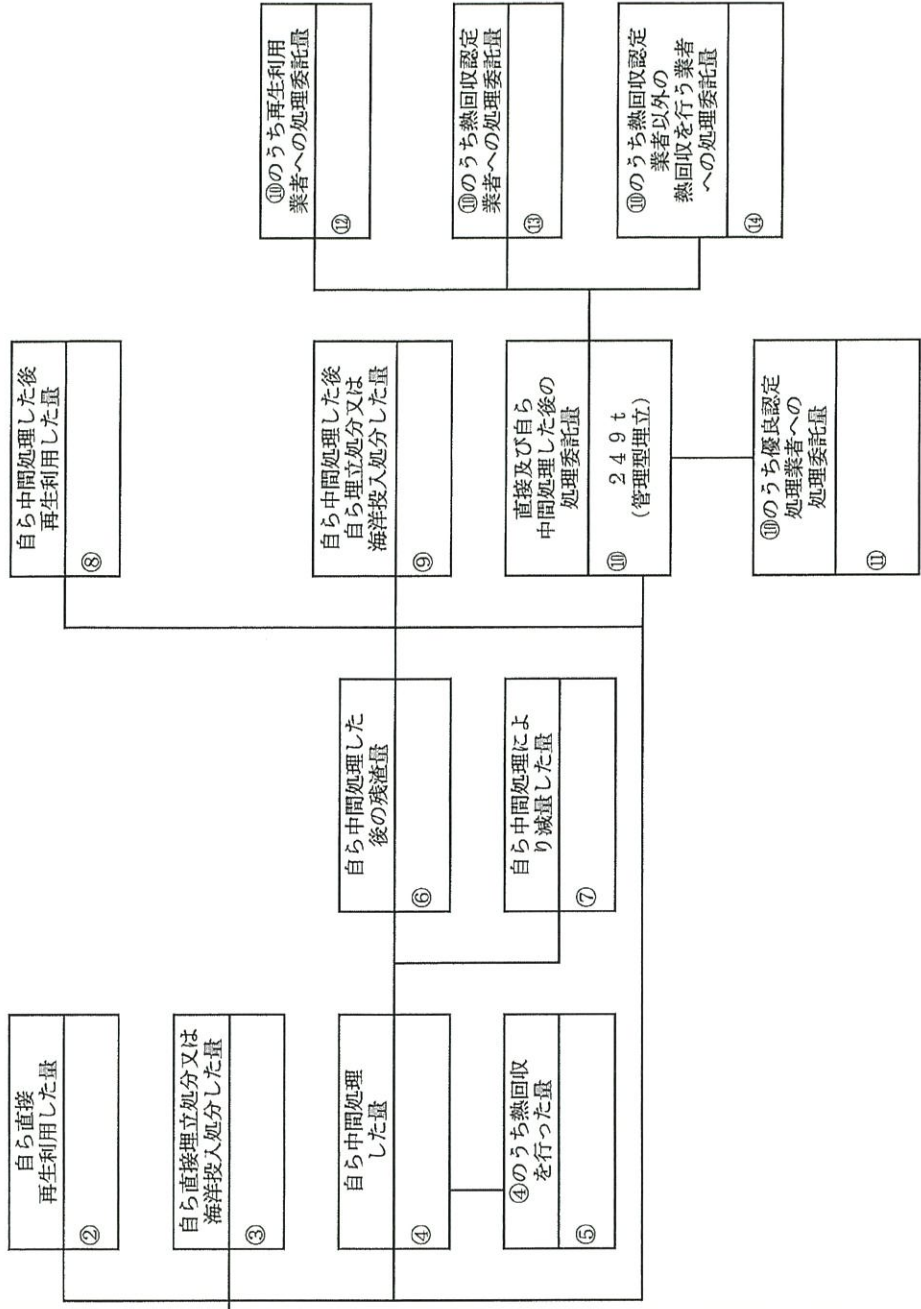 自ら直接
再生利用した量
②
自ら直接埋立処分又は
海洋投入処分した量
③
自ら中間処理
した量
④
④のうち熱回収
を行った量
⑤
自ら中間処理した
後の残渣量
⑥
自ら中間処理によ
り減量した量
⑦
自ら中間処理した後
再生利用した量
⑧
自ら中間処理した後
自ら埋立処分又は
海洋投入処分した量
⑨
直接及び自ら
中間処理した後の
処理委託量
⑩
249t
(管理型埋立)
⑩のうち優良認定
処理業者への
処理委託量
⑪
⑩のうち再生利用
業者への処理委託量
⑫
⑩のうち熱回収認定
業者への処理委託量
⑬
⑩のうち熱回収認定
業者以外の
熱回収を行う業者
への処理委託量
⑭